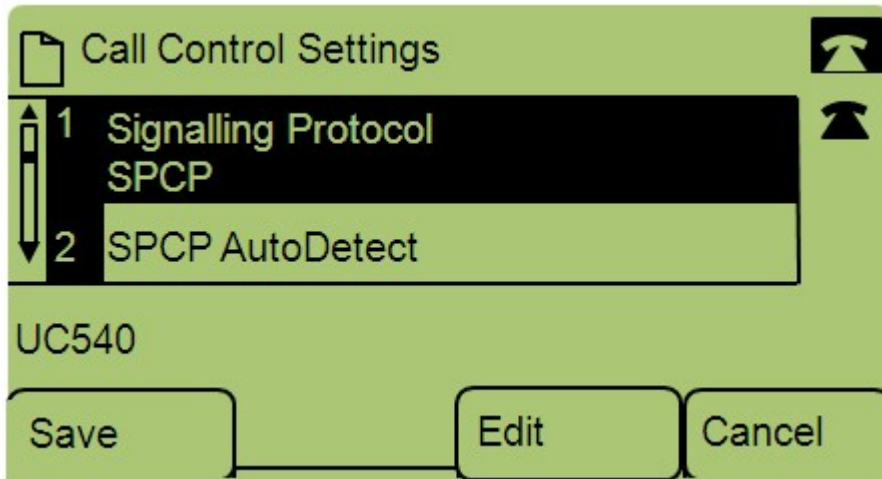 Call Control Settings
1 Signalling Protocol
SPCP
2 SPCP AutoDetect
UC540
Save Edit Cancel